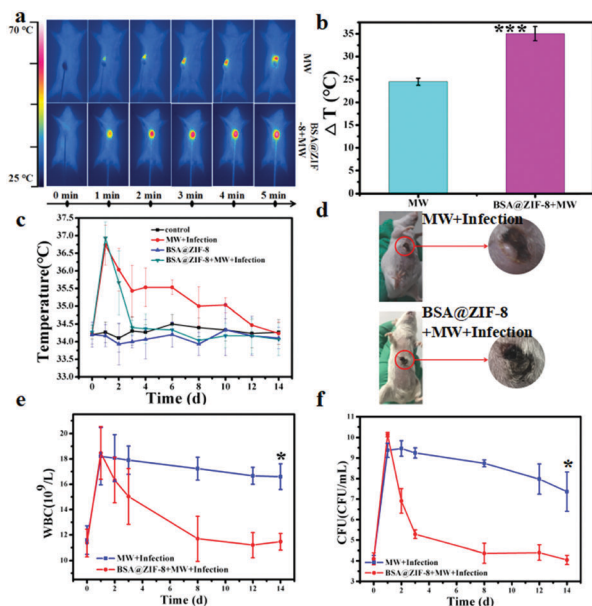 a
70 °C
25 °C
MW
BSA@ZIF
-8+MW
0 min 1 min 2 min 3 min 4 min 5 min
b
ΔT (°C)
35
30
25
20
15
10
5
0
***
MW BSA@ZIF-8+MW
c
Temperature(°C)
37.5
37.0
36.5
36.0
35.5
35.0
34.5
34.0
33.5
33.0
control
MW+Infection
BSA@ZIF-8
BSA@ZIF-8+MW+Infection
0 2 4 6 8 10 12 14
Time (d)
d
MW+Infection
BSA@ZIF-8
+MW+Infection
e
WBC(10^9/L)
20
18
16
14
12
10
*
MW+Infection
BSA@ZIF-8+MW+Infection
0 2 4 6 8 10 12 14
Time (d)
f
CFU(CFU/mL)
11
10
9
8
7
6
5
4
3
*
MW+Infection
BSA@ZIF-8+MW+Infection
0 2 4 6 8 10 12 14
Time (d)